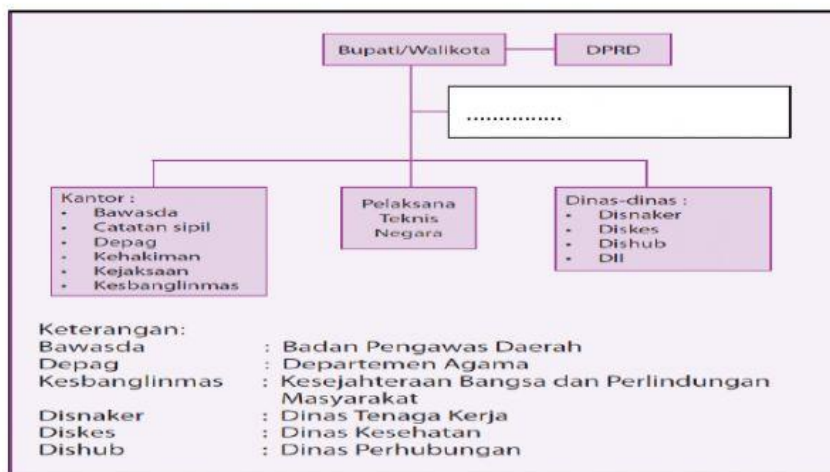 Bupati/Walikota
DPRD
...............
Kantor :
• Bawasda
• Catatan sipil
• Depag
• Kehakiman
• Kejaksaan
• Kesbanglinmas
Pelaksana
Teknis
Negara
Dinas-dinas :
• Disnaker
• Diskes
• Dishub
• Dll
Keterangan:
Bawasda : Badan Pengawas Daerah
Depag : Departemen Agama
Kesbanglinmas : Kesejahteraan Bangsa dan Perlindungan
Masyarakat
Disnaker : Dinas Tenaga Kerja
Diskes : Dinas Kesehatan
Dishub : Dinas Perhubungan